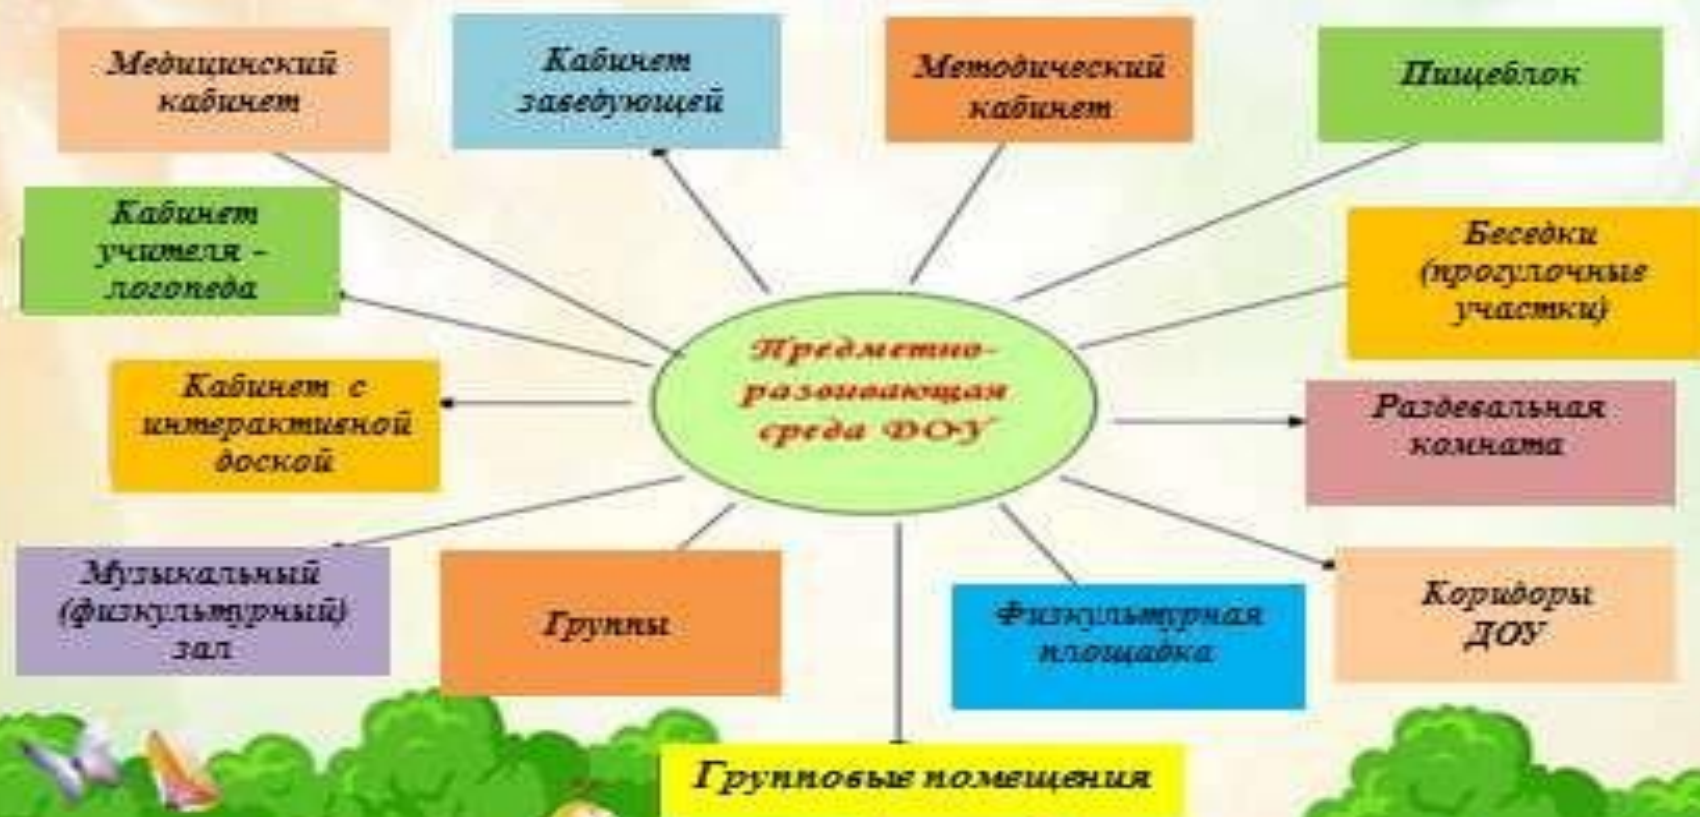 Медицинский
кабинет
Кабинет
заведующей
Методический
кабинет
Пищеблок
Кабинет
учителя -
логопеда
Беседки
(прогулочные
участки)
Предметно-
развивающая
среда ДОУ
Кабинет с
интерактивной
доской
Раздевальная
комната
Музыкальный
(физкультурный)
зал
Группы
Физкультурная
площадка
Коридоры
ДОУ
Групповые помещения